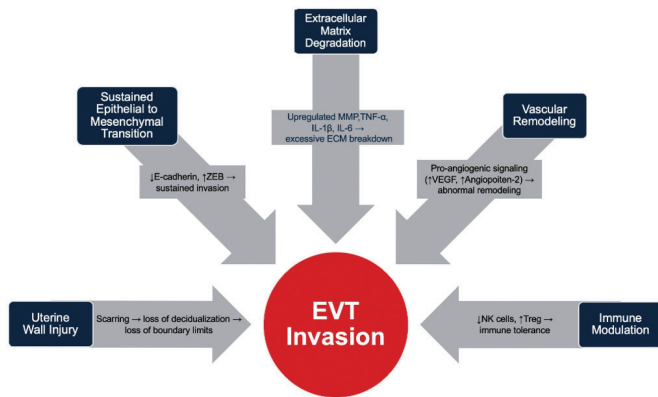 Extracellular
Matrix
Degradation
Sustained
Epithelial to
Mesenchymal
Transition
Vascular
Remodeling
Upregulated MMP,TNF-α,
IL-1β, IL-6 →
excessive ECM breakdown
↓E-cadherin, ↑ZEB →
sustained invasion
Pro-angiogenic signaling
(↑VEGF, ↑Angiopoiten-2) →
abnormal remodeling
Uterine
Wall Injury
Scarring → loss of decidualization →
loss of boundary limits
EVT
Invasion
↓NK cells, ↑Treg →
immune tolerance
Immune
Modulation